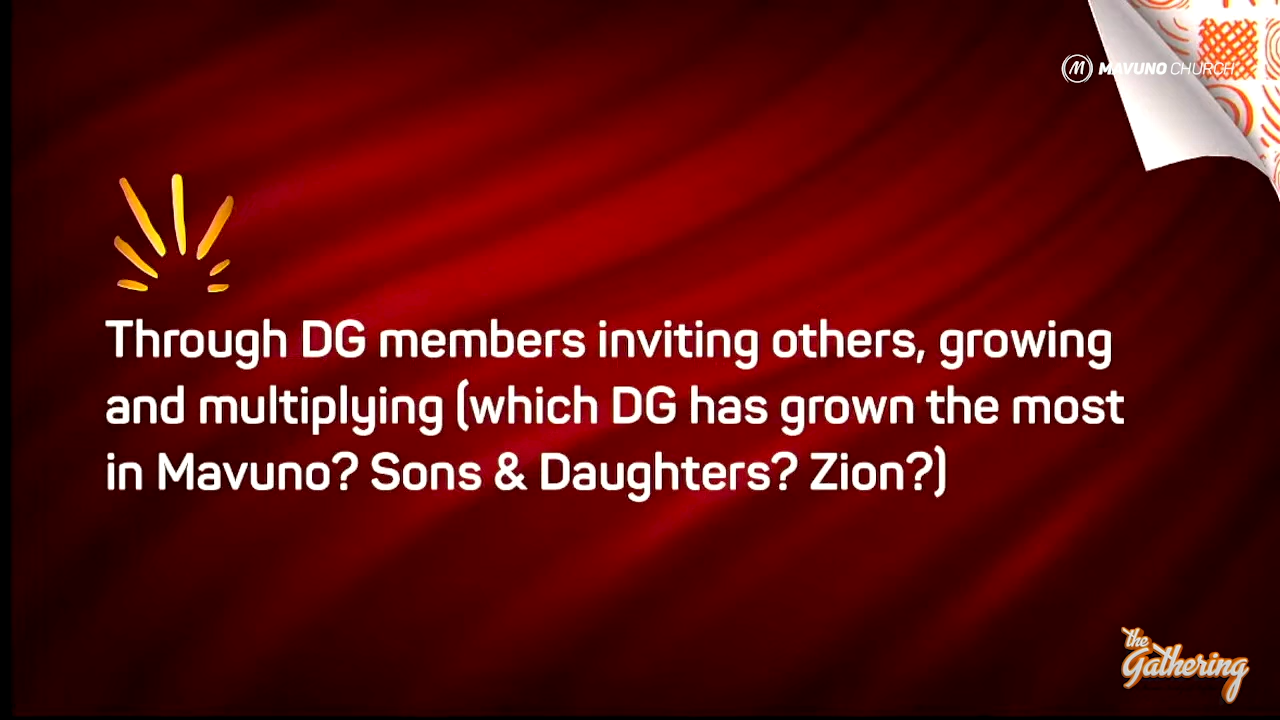 MAVUNO CHURCH
Through DG members inviting others, growing
and multiplying (which DG has grown the most
in Mavuno? Sons & Daughters? Zion?)
the
Gathering